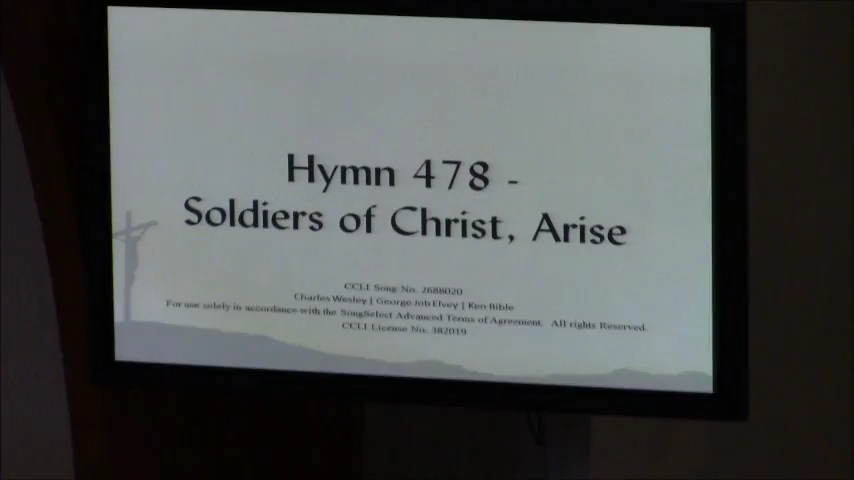 Hymn 478 -
Soldiers of Christ, Arise
CCLI Song No. 2688020
Charles Wesley | George Job Elvey | Ken Bible
For use solely in accordance with the SongSelect Advanced Terms of Agreement. All rights Reserved.
CCLI License No. 382019